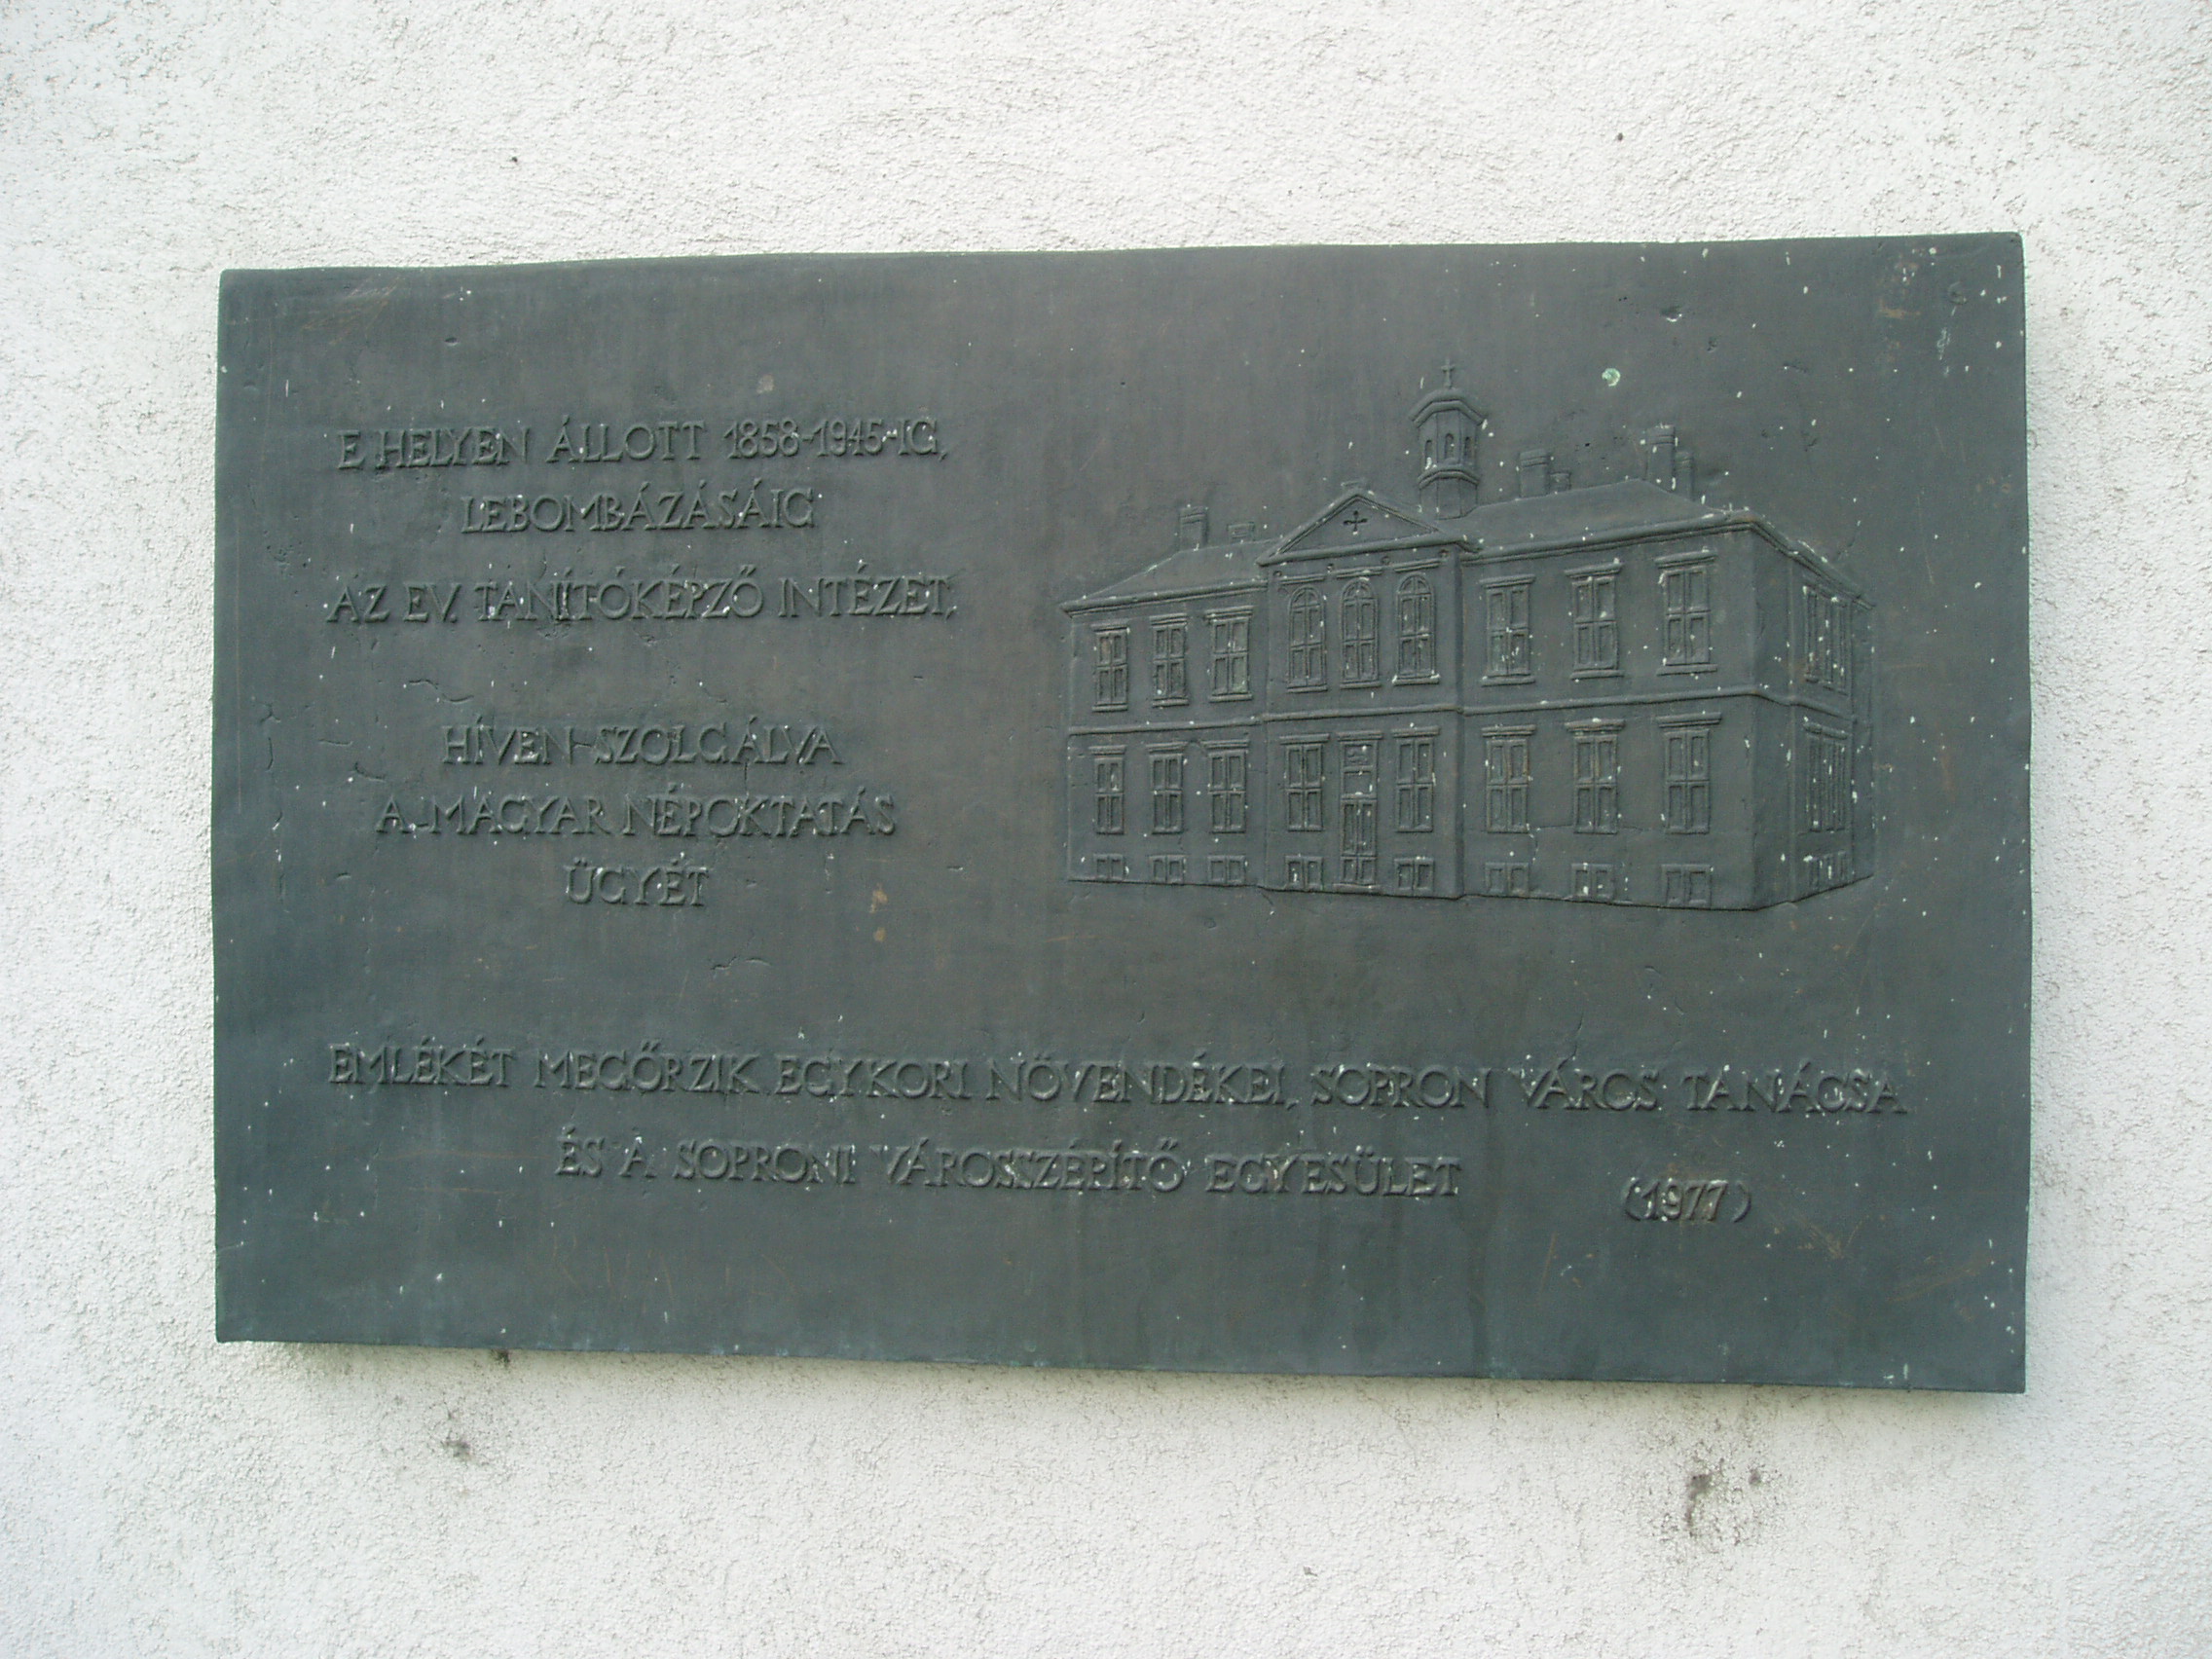 E HELYEN ÁLLOTT 1858-1945-IG,
LEBOMBÁZÁSÁIG
AZ EV. TANÍTÓKÉPZŐ INTÉZET,
HÍVEN SZOLGÁLVA
A MAGYAR NÉPOKTATÁS
ÜGYÉT
EMLÉKÉT MEGŐRZIK EGYKORI NÖVENDÉKEI, SOPRON VÁROS TANÁCSA
ÉS A SOPRONI VÁROSSZÉPÍTŐ EGYESÜLET
(1977)